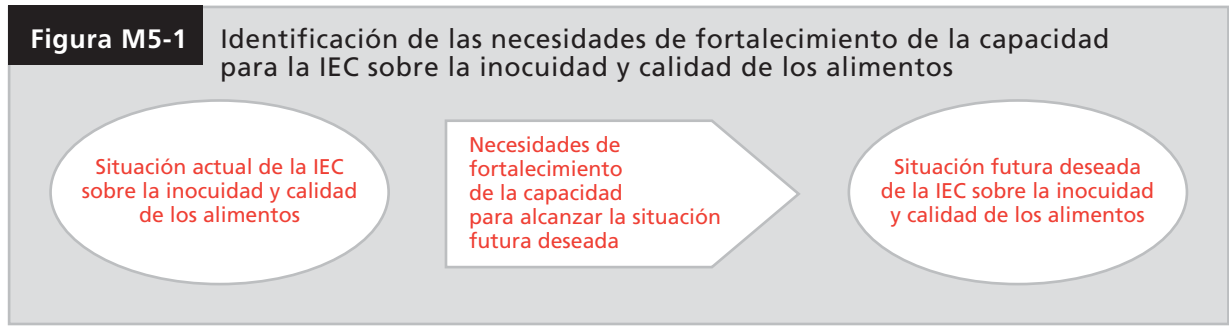 Figura M5-1
Identificación de las necesidades de fortalecimiento de la capacidad
para la IEC sobre la inocuidad y calidad de los alimentos
Situación actual de la IEC
sobre la inocuidad y calidad
de los alimentos
Necesidades de
fortalecimiento
de la capacidad
para alcanzar la situación
futura deseada
Situación futura deseada
de la IEC sobre la inocuidad
y calidad de los alimentos